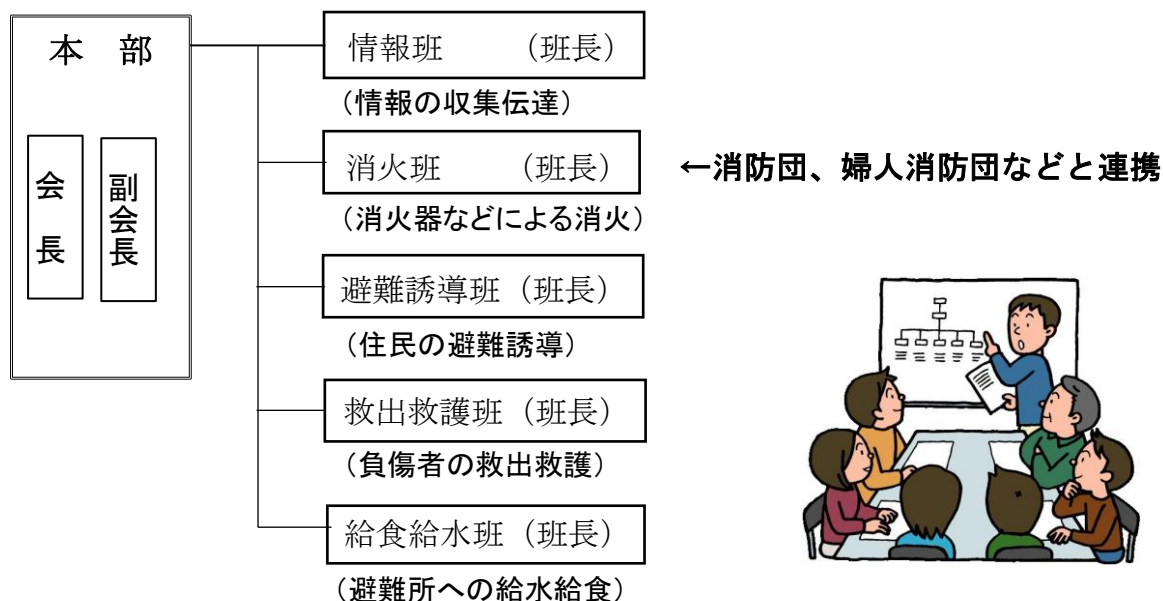 本　部
会長
副会長
情報班　　（班長）
（情報の収集伝達）
消火班　　（班長）
←消防団、婦人消防団などと連携
（消火器などによる消火）
避難誘導班（班長）
（住民の避難誘導）
救出救護班（班長）
（負傷者の救出救護）
給食給水班（班長）
（避難所への給水給食）